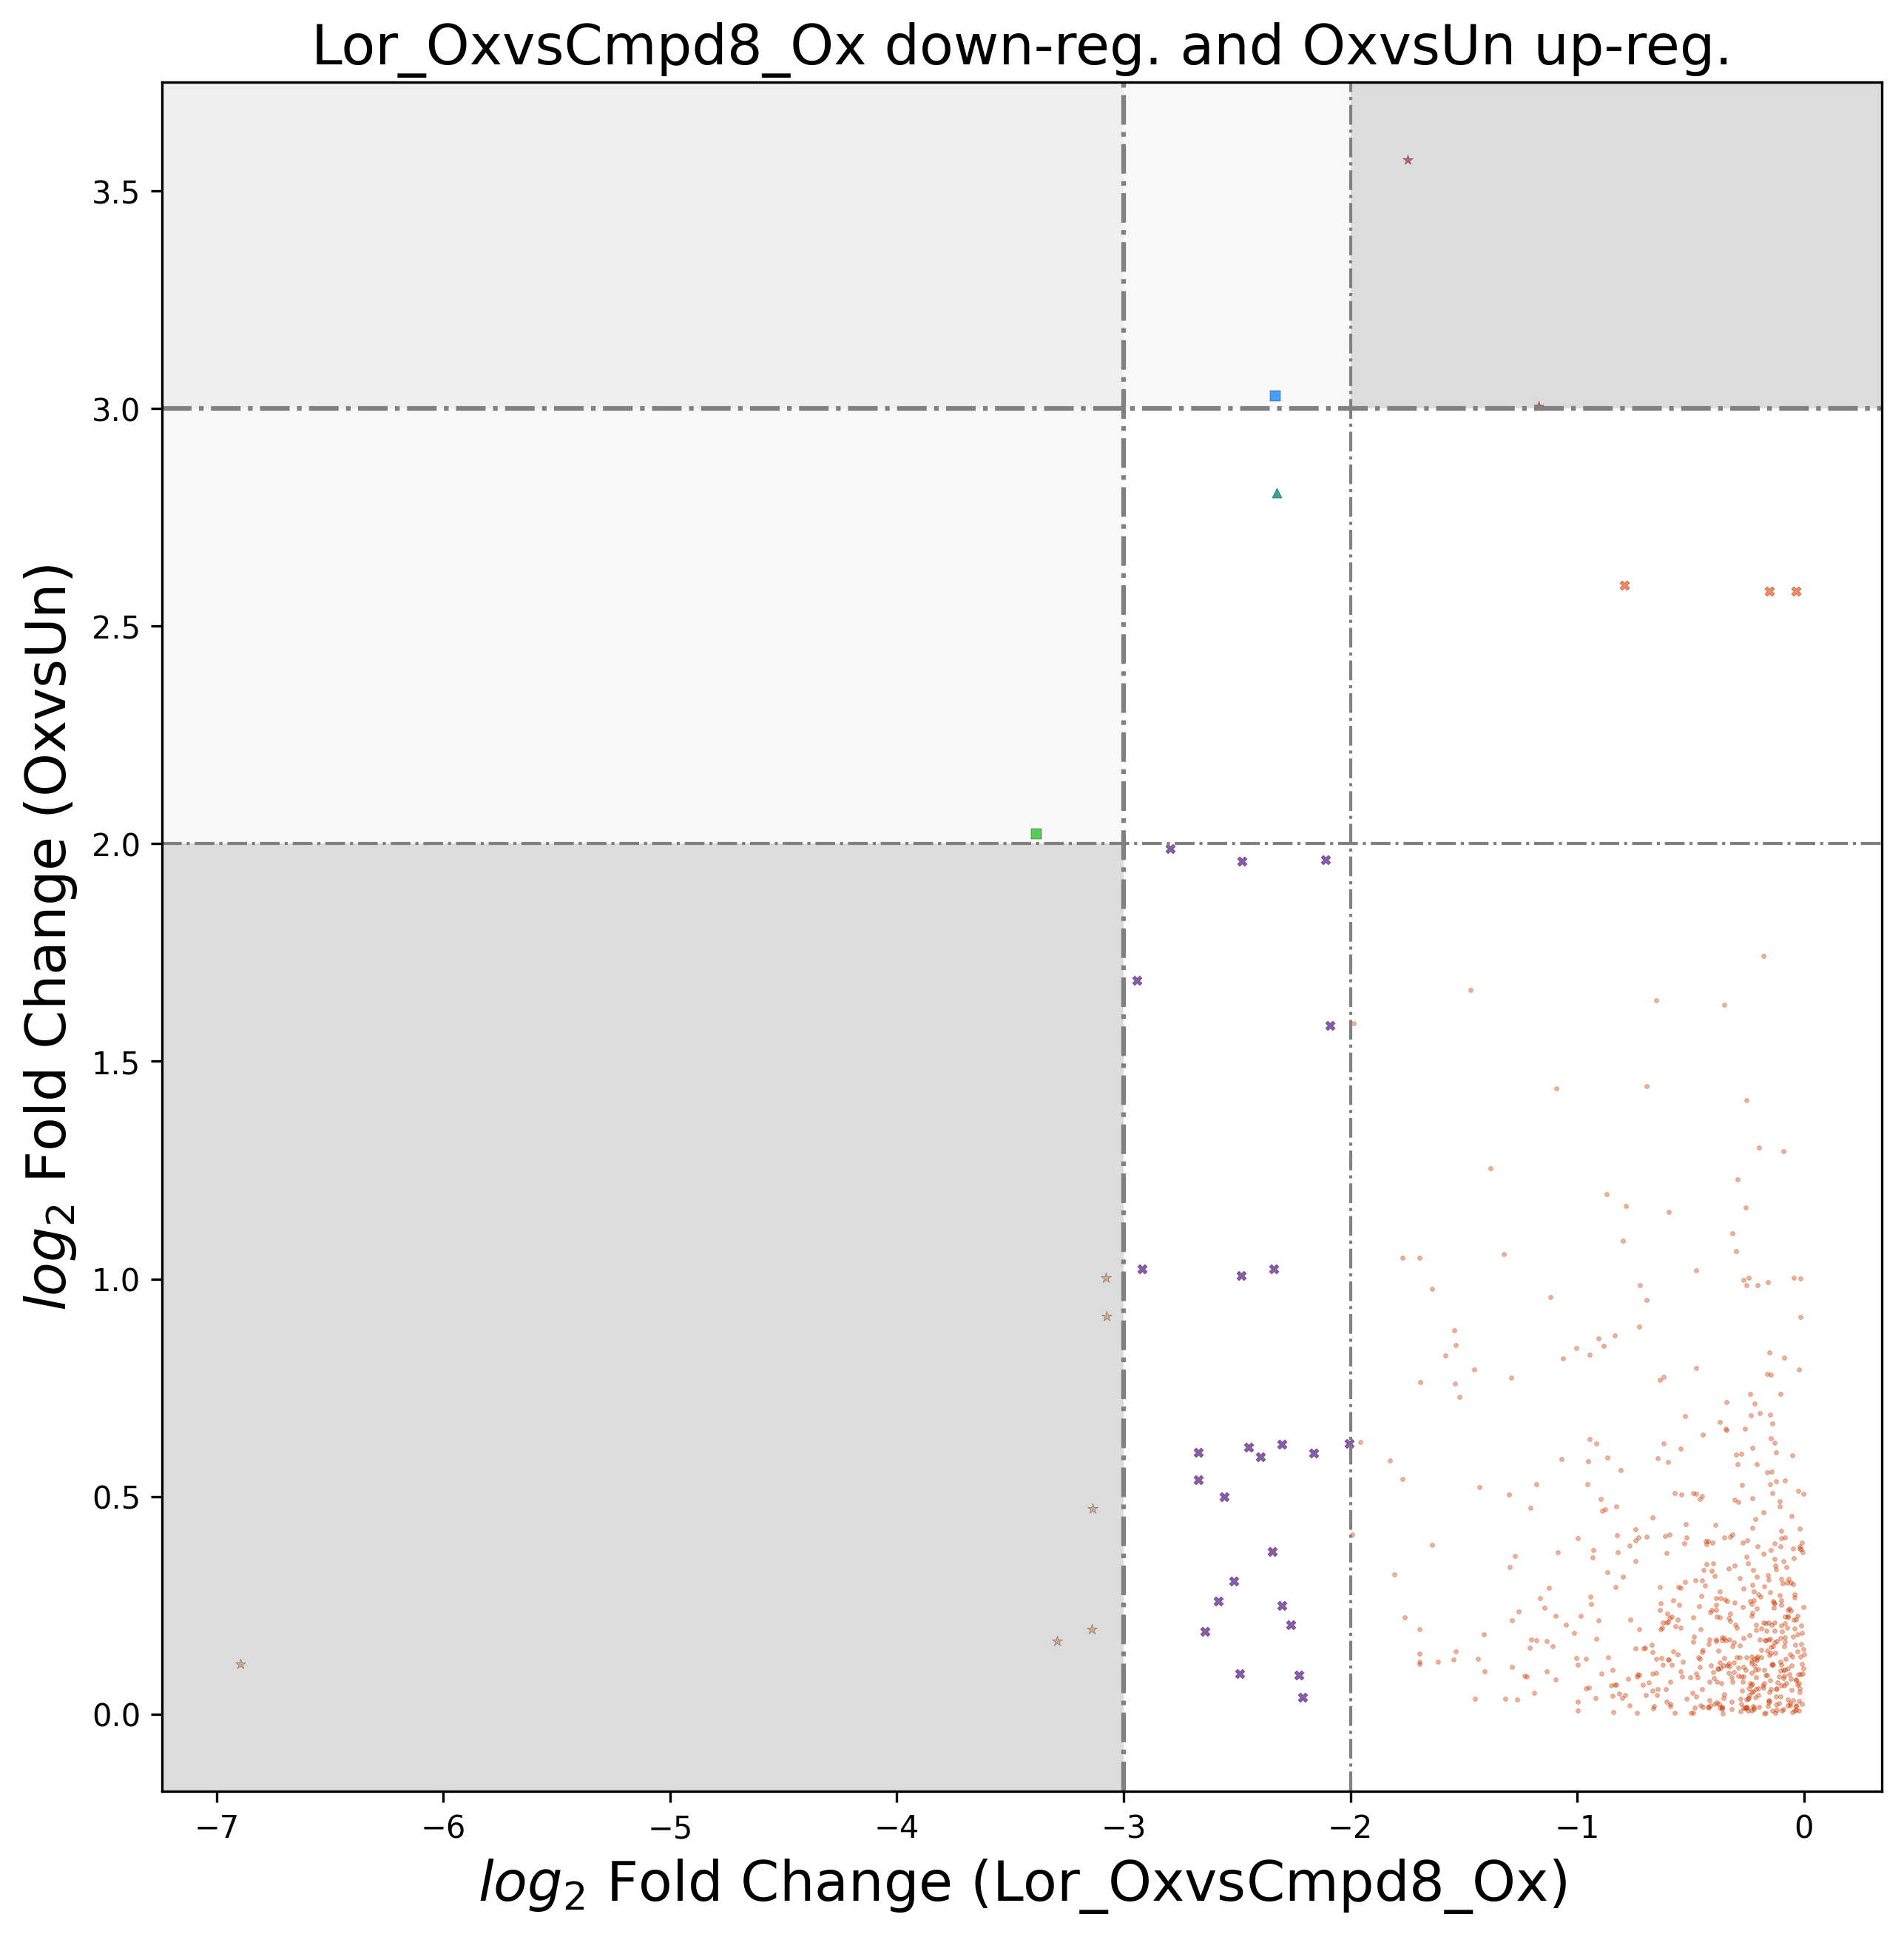 Lor_OxvsCmpd8_Ox down-reg. and OxvsUn up-reg.
log2 Fold Change (OxvsUn)
3.5
3.0
2.5
2.0
1.5
1.0
0.5
0.0
−7 −6 −5 −4 −3 −2 −1 0
log2 Fold Change (Lor_OxvsCmpd8_Ox)